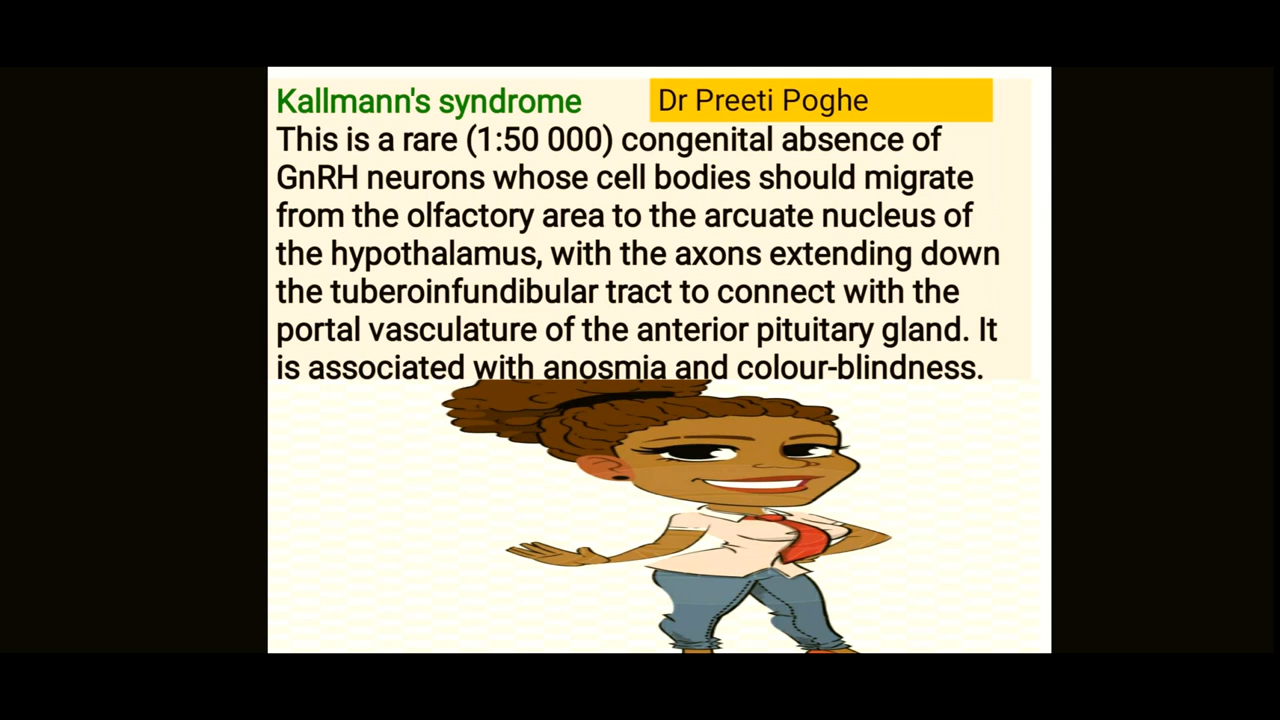 Kallmann's syndrome
Dr Preeti Poghe
This is a rare (1:50 000) congenital absence of
GnRH neurons whose cell bodies should migrate
from the olfactory area to the arcuate nucleus of
the hypothalamus, with the axons extending down
the tuberoinfundibular tract to connect with the
portal vasculature of the anterior pituitary gland. It
is associated with anosmia and colour-blindness.